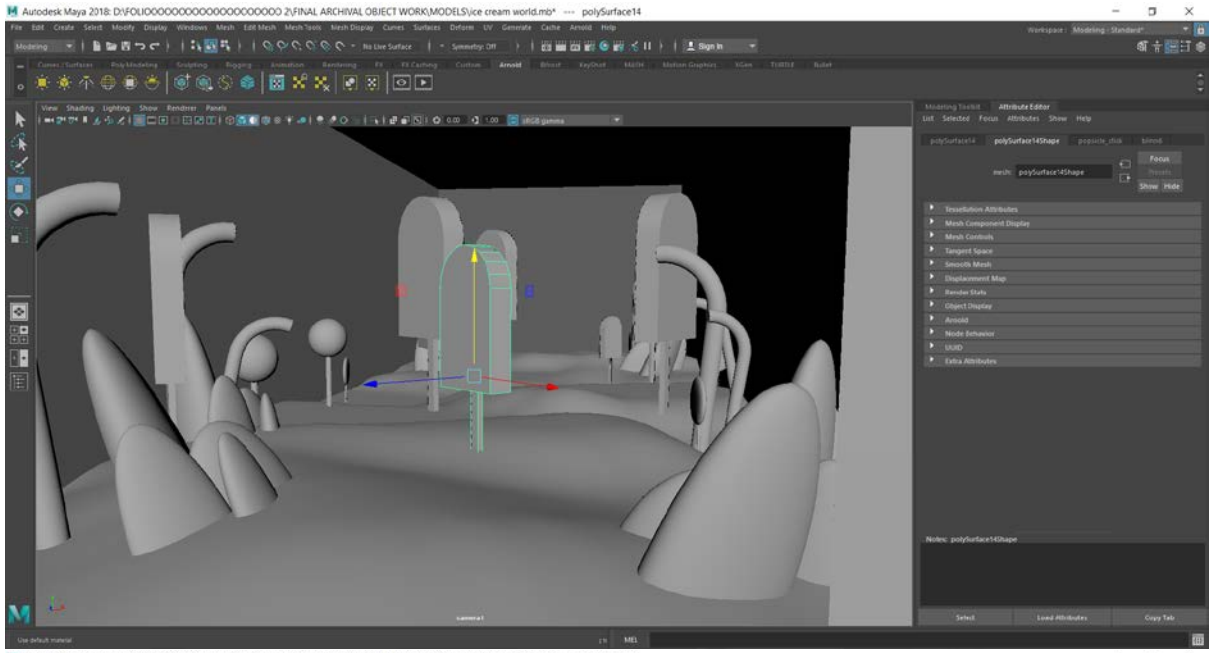 Autodesk Maya 2018: D:\FOLIOOOOOOOOOOOOOOOOOOOOO 2\FINAL ARCHIVAL OBJECT WORK\MODELS\ice cream world.mb* --- polySurface14
File Edit Create Select Modify Display Windows Mesh Edit Mesh Mesh Tools Mesh Display Curves Surfaces Deform UV Generate Cache Arnold Help
Workspace: Modeling - Standard*
Modeling
No Live Surface
Symmetry: Off
Sign In
Curves / Surfaces Poly Modeling Sculpting Rigging Animation Rendering FX FX Caching Custom Arnold Bifrost KeyShot MASH Motion Graphics XGen TURTLE Bullet
View Shading Lighting Show Renderer Panels
0.00 1.00 sRGB gamma
camera1
Modeling Toolkit Attribute Editor
List Selected Focus Attributes Show Help
polySurface14 polySurface14Shape popsicle_stick blinn4
mesh: polySurface14Shape
Focus
Presets
Show Hide
Tessellation Attributes
Mesh Component Display
Mesh Controls
Tangent Space
Smooth Mesh
Displacement Map
Render Stats
Object Display
Arnold
Node Behavior
UUID
Extra Attributes
Notes: polySurface14Shape
Select Load Attributes Copy Tab
Use default material
MEL